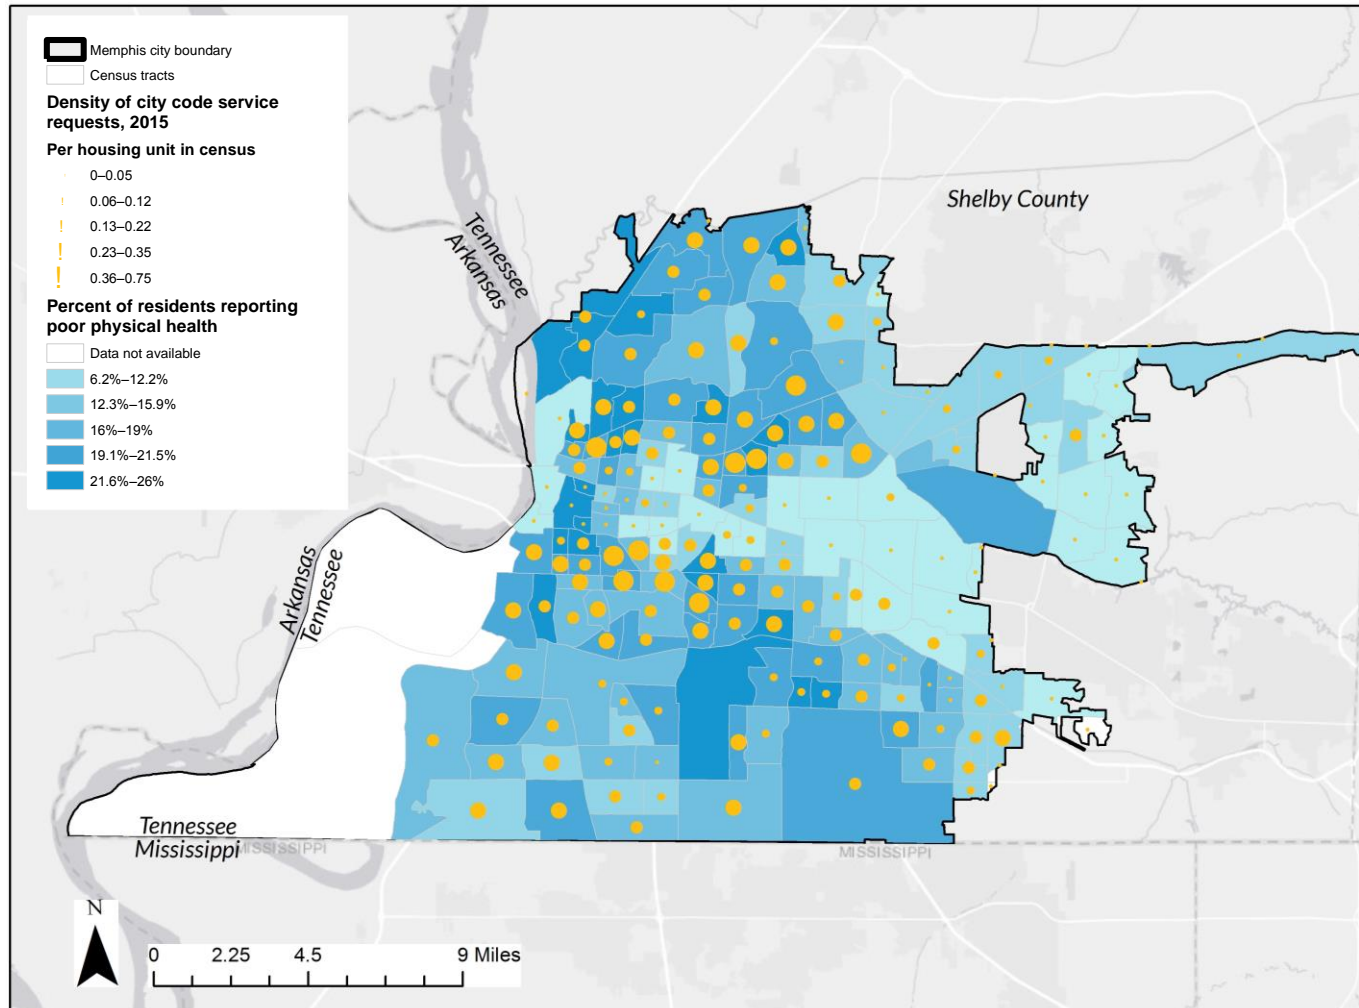 Memphis city boundary
Census tracts
Density of city code service
requests, 2015
Per housing unit in census
0–0.05
0.06–0.12
0.13–0.22
0.23–0.35
0.36–0.75
Percent of residents reporting
poor physical health
Data not available
6.2%–12.2%
12.3%–15.9%
16%–19%
19.1%–21.5%
21.6%–26%
Shelby County
Tennessee
Arkansas
Arkansas
Tennessee
Tennessee
Mississippi
MISSISSIPPI
MISSISSIPPI
N
0 2.25 4.5 9 Miles